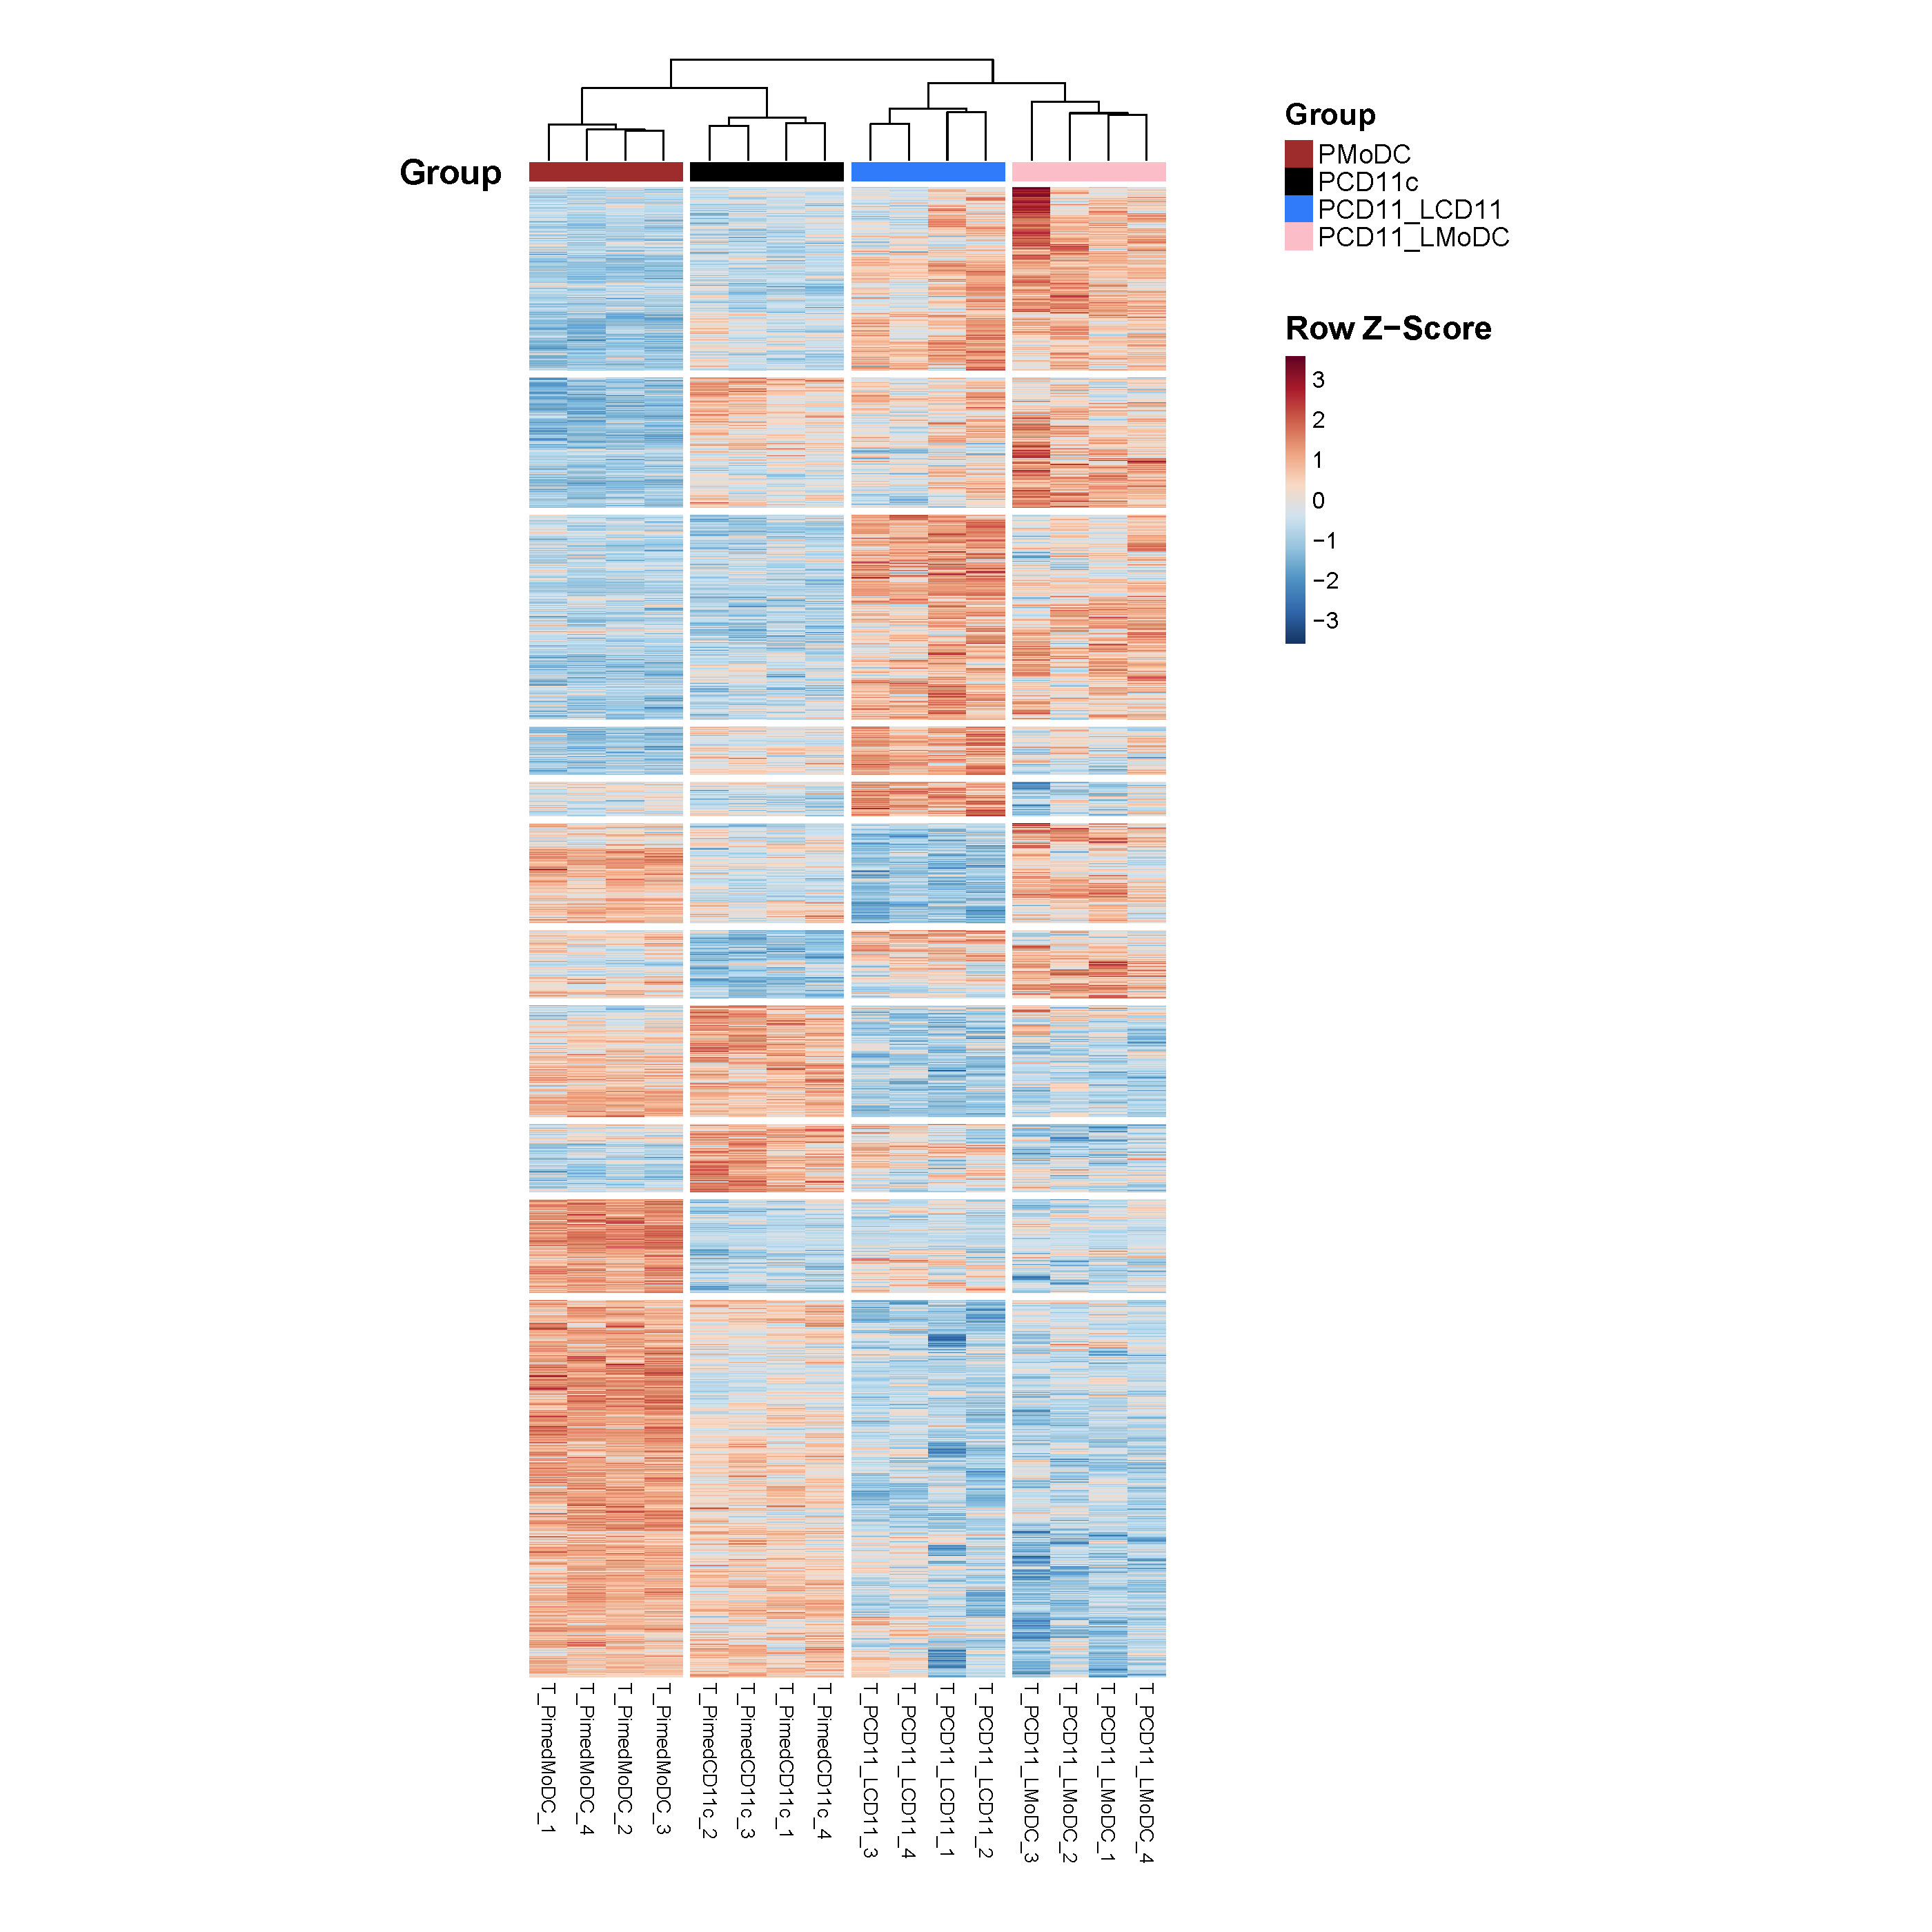 Group
Group
PMoDC
PCD11c
PCD11_LCD11
PCD11_LMoDC
Row Z−Score
3
2
1
0
−1
−2
−3
T_PimedMoDC_1
T_PimedMoDC_4
T_PimedMoDC_2
T_PimedMoDC_3
T_PimedCD11c_2
T_PimedCD11c_3
T_PimedCD11c_1
T_PimedCD11c_4
T_PCD11_LCD11_3
T_PCD11_LCD11_4
T_PCD11_LCD11_1
T_PCD11_LCD11_2
T_PCD11_LMoDC_3
T_PCD11_LMoDC_2
T_PCD11_LMoDC_1
T_PCD11_LMoDC_4